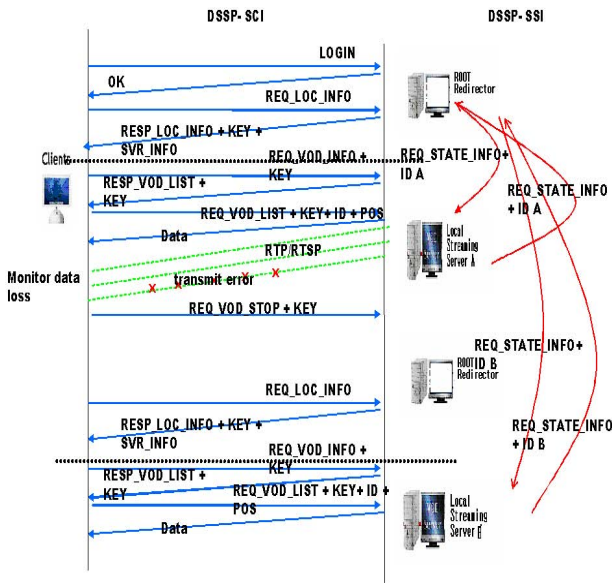 DSSP- SCI
DSSP-SSI
LOGIN
OK
ROOT
Redirector
REQ_LOC_INFO
RESP_LOC_INFO + KEY +
SVR_INFO
Clients
REQ_VOD_INFO +
KEY
REQ_STATE_INFO+
ID A
RESP_VOD_LIST +
KEY
REQ_STATE_INFO
+ ID A
REQ_VOD_LIST + KEY+ ID + POS
Data
Local
Streaming
Server A
RTP/RTSP
Monitor data
loss
transmit error
REQ_VOD_STOP + KEY
REQ_STATE_INFO+
ID B
ROOT
Redirector
REQ_LOC_INFO
RESP_LOC_INFO + KEY +
SVR_INFO
REQ_STATE_INFO
+ ID B
REQ_VOD_INFO +
KEY
RESP_VOD_LIST +
KEY
REQ_VOD_LIST + KEY+ ID +
POS
Data
Local
Streaming
Server